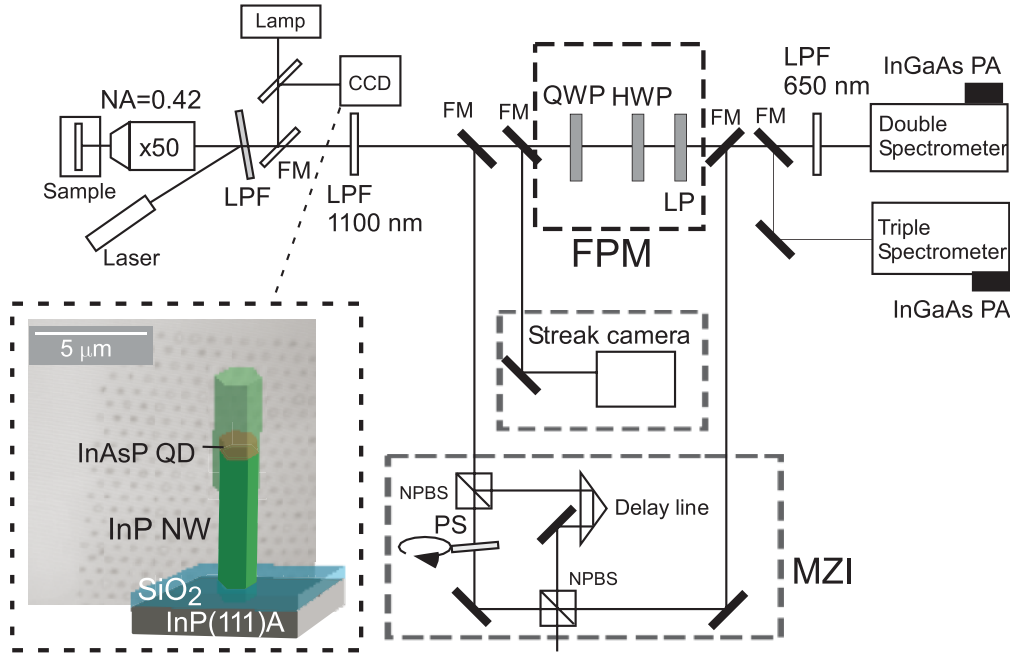 Lamp
CCD
NA=0.42
x50
Sample
LPF
FM
LPF
1100 nm
Laser
FM
FM
QWP
HWP
LP
FPM
FM
FM
LPF
650 nm
InGaAs PA
Double
Spectrometer
Triple
Spectrometer
InGaAs PA
Streak camera
NPBS
PS
Delay line
NPBS
MZI
5 μm
InAsP QD
InP NW
SiO2
InP(111)A